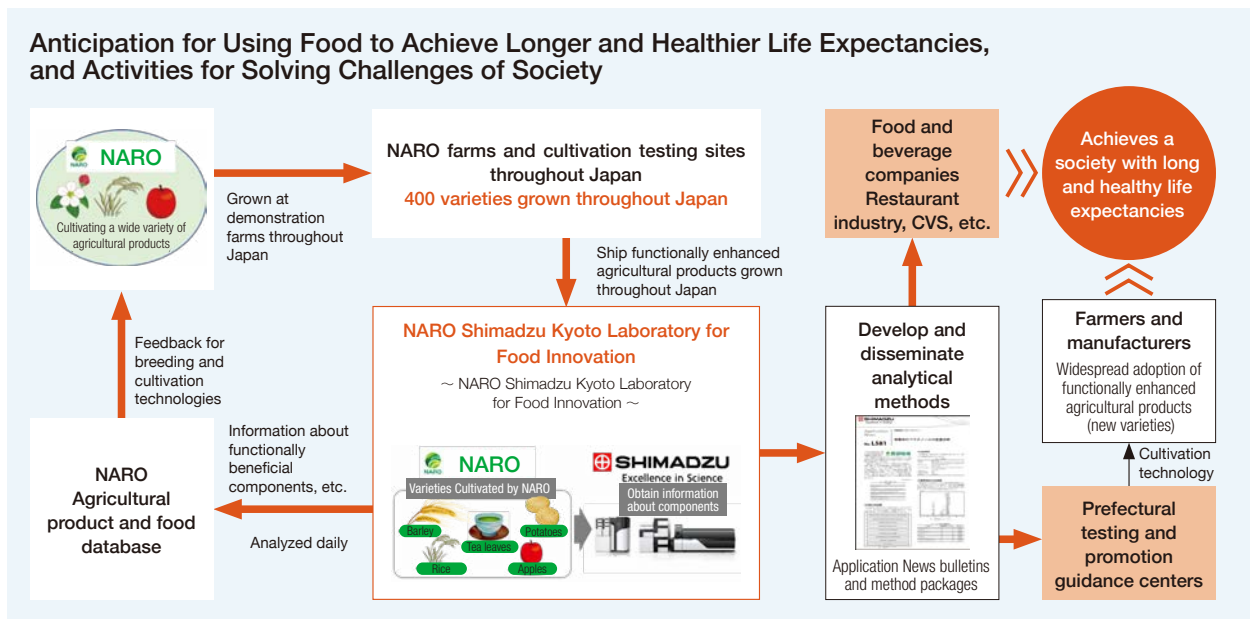 Anticipation for Using Food to Achieve Longer and Healthier Life Expectancies,
and Activities for Solving Challenges of Society
NARO
NARO
Cultivating a wide variety of
agricultural products
Grown at
demonstration
farms throughout
Japan
NARO farms and cultivation testing sites
throughout Japan
400 varieties grown throughout Japan
Ship functionally enhanced
agricultural products grown
throughout Japan
NARO Shimadzu Kyoto Laboratory for
Food Innovation
～ NARO Shimadzu Kyoto Laboratory
for Food Innovation ～
NARO
NARO
Varieties Cultivated by NARO
Barley
Potatoes
Tea leaves
Rice
Apples
SHIMADZU
Excellence in Science
Obtain information
about components
Feedback for
breeding and
cultivation
technologies
Information about
functionally
beneficial
components, etc.
Analyzed daily
NARO
Agricultural
product and food
database
Food and
beverage
companies
Restaurant
industry, CVS, etc.
Develop and
disseminate
analytical
methods
SHIMADZU
Application News bulletins
and method packages
Achieves a
society with long
and healthy life
expectancies
Farmers and
manufacturers
Widespread adoption of
functionally enhanced
agricultural products
(new varieties)
Cultivation
technology
Prefectural
testing and
promotion
guidance centers